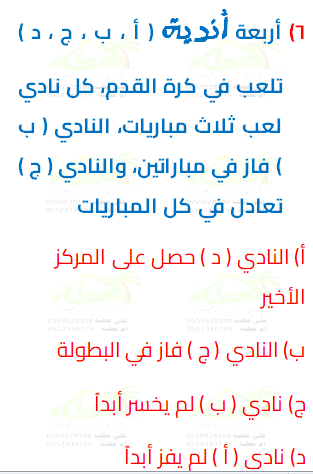 ٦) أربعة أندية ( أ ، ب ، ج ، د )
تلعب في كرة القدم، كل نادي
لعب ثلاث مباريات، النادي ( ب
) فاز في مباراتين، والنادي ( ج )
تعادل في كل المباريات
أ) النادي ( د ) حصل على المركز
الأخير
ب) النادي ( ج ) فاز في البطولة
ج) نادي ( ب ) لم يخسر أبداً
د) نادي ( أ ) لم يفز أبداً